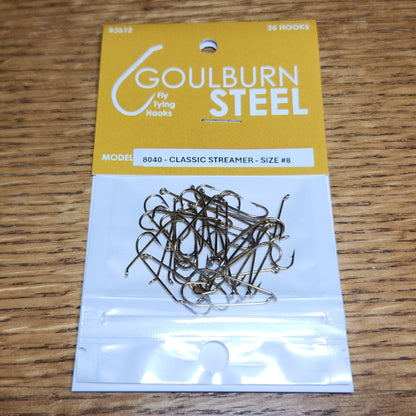 #3612
36 HOOKS
GOULBURN
Fly
Tying
Hooks
STEEL
MODEL
8040 - CLASSIC STREAMER - SIZE #8